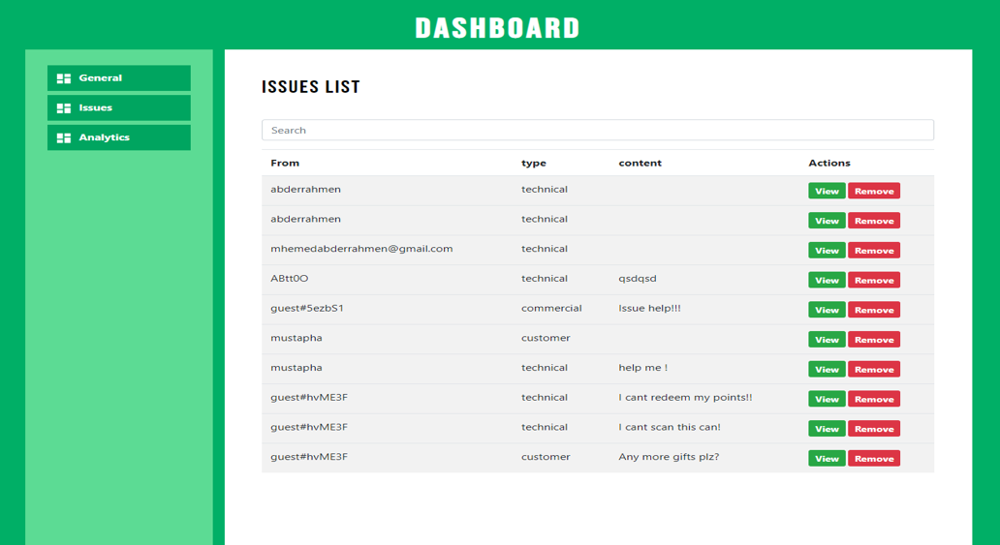 DASHBOARD
General
Issues
Analytics
ISSUES LIST
Search
From type content Actions
abderrahmen technical View Remove
abderrahmen technical View Remove
mhemedabderrahmen@gmail.com technical View Remove
ABtt0O technical qsdqsd View Remove
guest#5ezbS1 commercial Issue help!!! View Remove
mustapha customer View Remove
mustapha technical help me ! View Remove
guest#hvME3F technical I cant redeem my points!! View Remove
guest#hvME3F technical I cant scan this can! View Remove
guest#hvME3F customer Any more gifts plz? View Remove